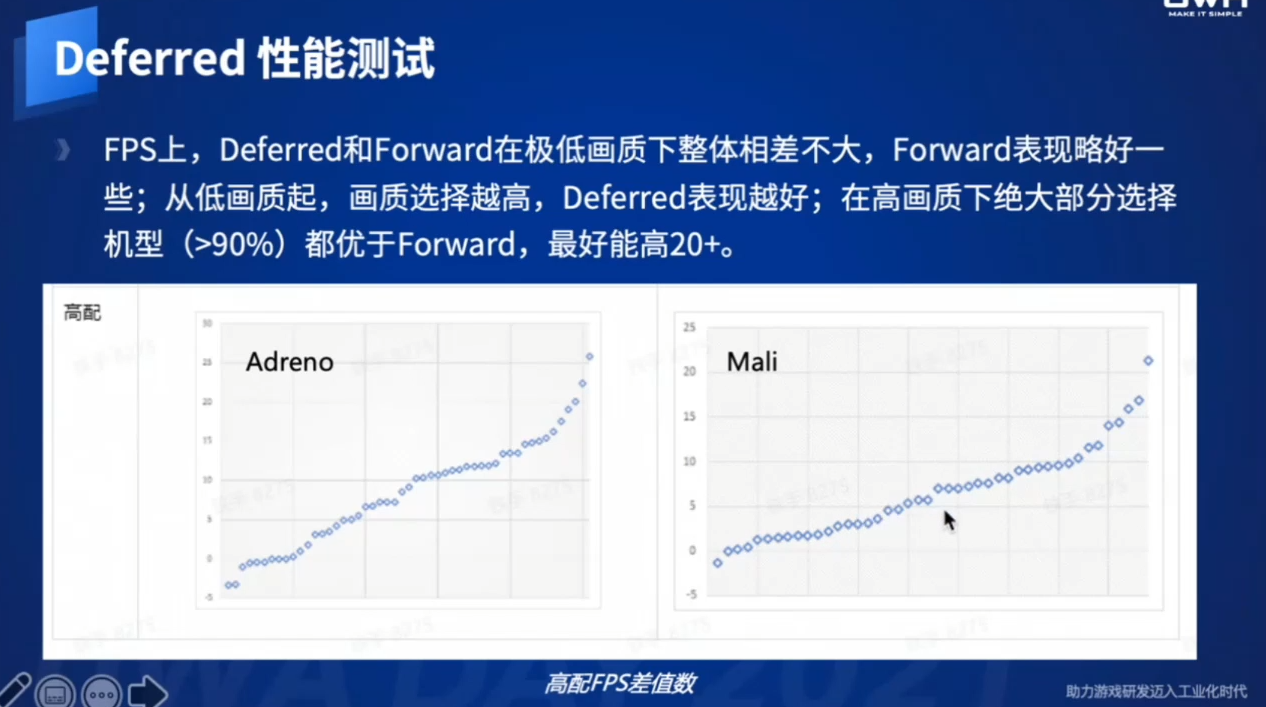 MAKE IT SIMPLE
Deferred 性能测试
FPS上，Deferred和Forward在极低画质下整体相差不大，Forward表现略好一
些；从低画质起，画质选择越高，Deferred表现越好；在高画质下绝大部分选择
机型（>90%）都优于Forward，最好能高20+。
高配
Adreno
30
25
20
15
10
5
0
-5
Mali
25
20
15
10
5
0
-5
高配FPS差值数
助力游戏研发迈入工业化时代